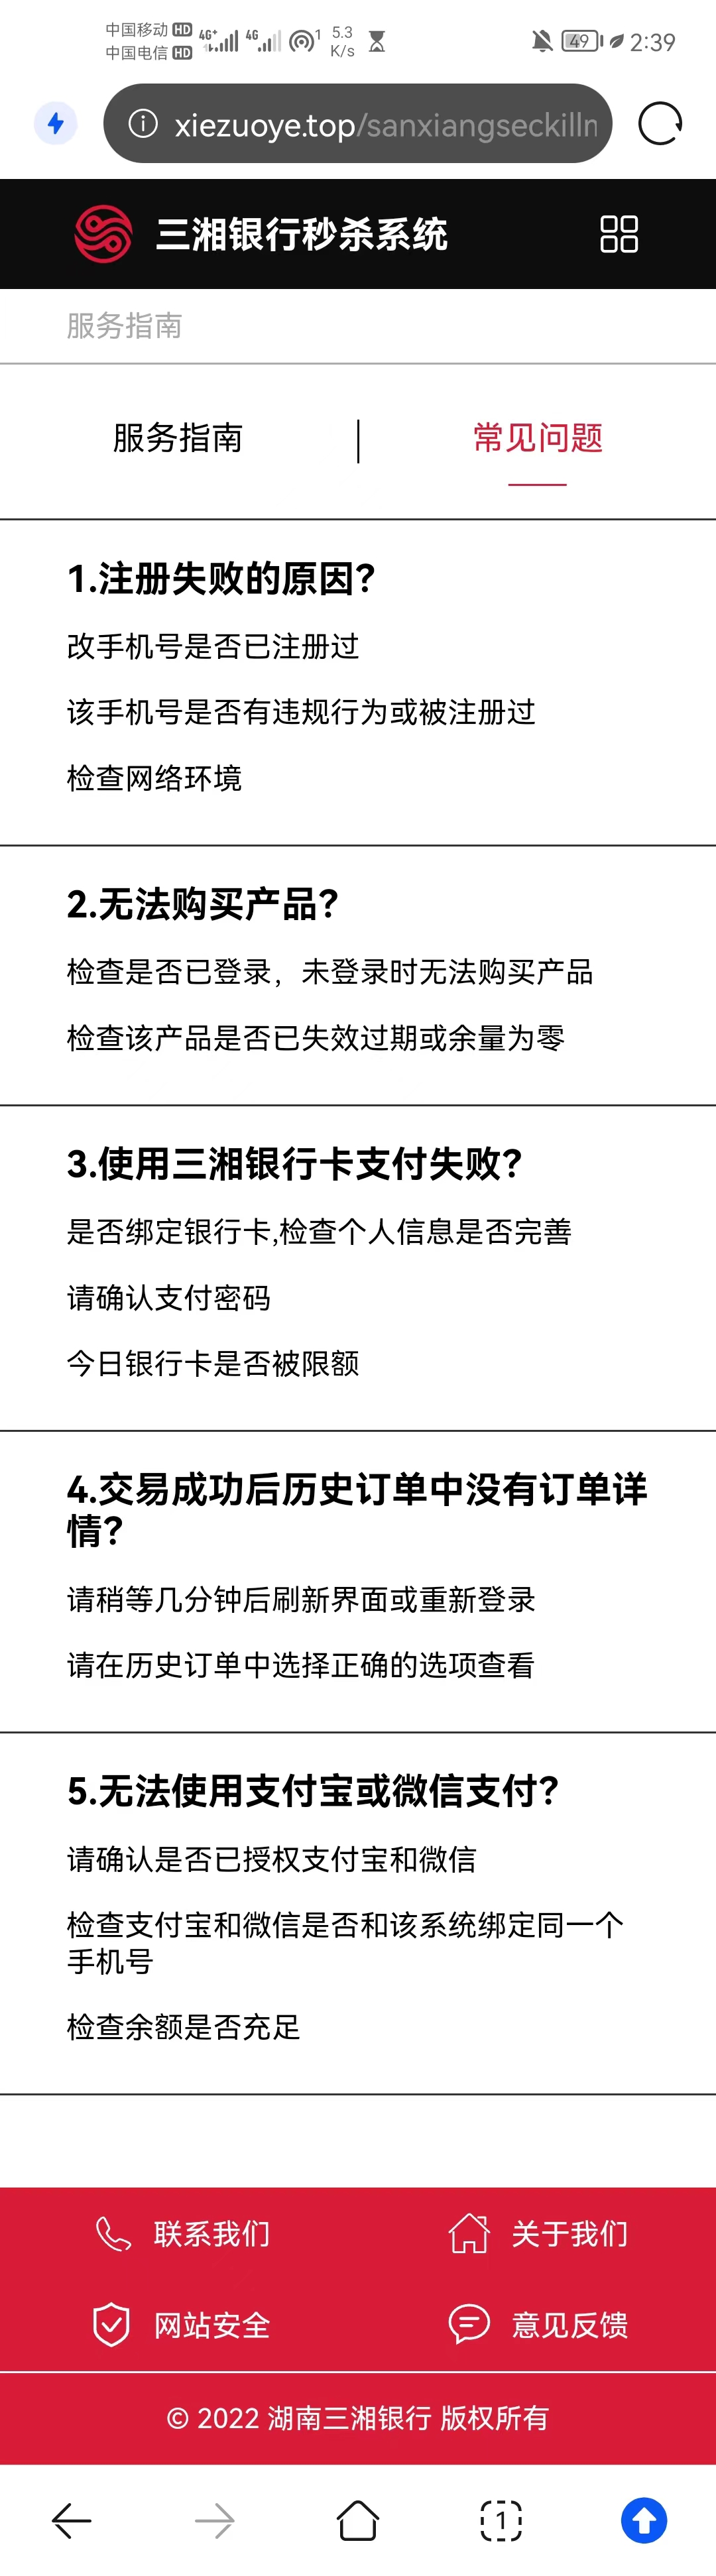 中国移动 HD 4G+ 4G 1 5.3 49 2:39
中国电信 HD K/s
xiezuoye.top/sanxiangseckilln
三湘银行秒杀系统
服务指南
服务指南 常见问题
1.注册失败的原因?
改手机号是否已注册过
该手机号是否有违规行为或被注册过
检查网络环境
2.无法购买产品?
检查是否已登录，未登录时无法购买产品
检查该产品是否已失效过期或余量为零
3.使用三湘银行卡支付失败?
是否绑定银行卡,检查个人信息是否完善
请确认支付密码
今日银行卡是否被限额
4.交易成功后历史订单中没有订单详
情?
请稍等几分钟后刷新界面或重新登录
请在历史订单中选择正确的选项查看
5.无法使用支付宝或微信支付?
请确认是否已授权支付宝和微信
检查支付宝和微信是否和该系统绑定同一个
手机号
检查余额是否充足
联系我们 关于我们
网站安全 意见反馈
© 2022 湖南三湘银行 版权所有
1